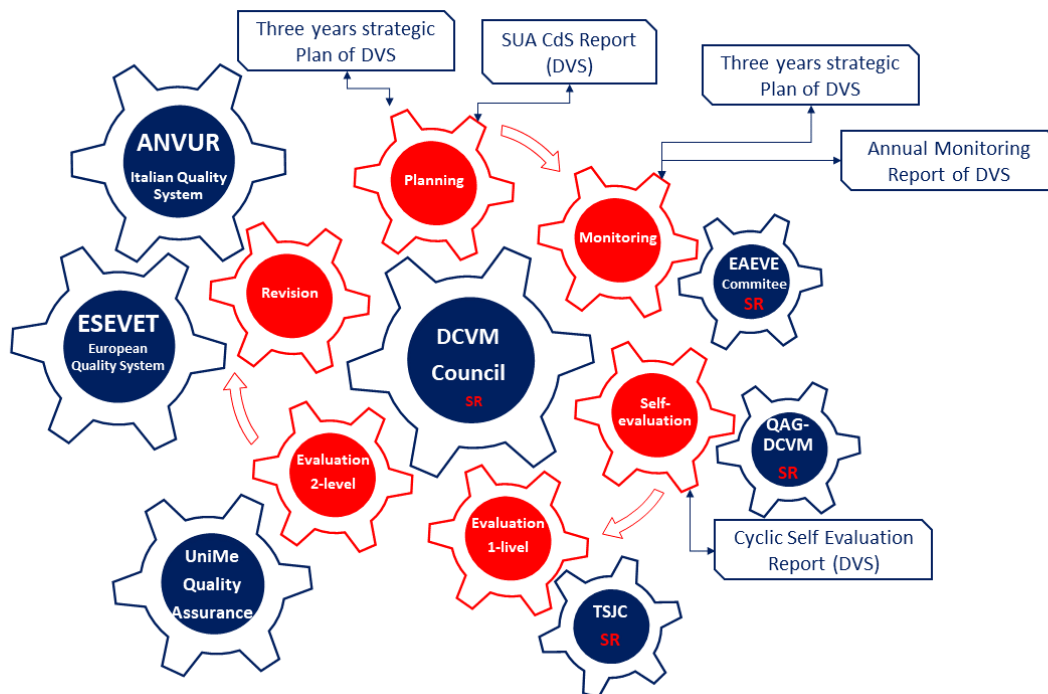 Three years strategic
Plan of DVS
SUA CdS Report
(DVS)
Three years strategic
Plan of DVS
Annual Monitoring
Report of DVS
ANVUR
Italian Quality
System
Planning
Monitoring
EAEVE
Commitee
SR
Revision
ESEVET
European
Quality System
DCVM
Council
SR
Self-
evaluation
QAG-
DCVM
SR
Evaluation
2-level
Evaluation
1-livel
Cyclic Self Evaluation
Report (DVS)
UniMe
Quality
Assurance
TSJC
SR